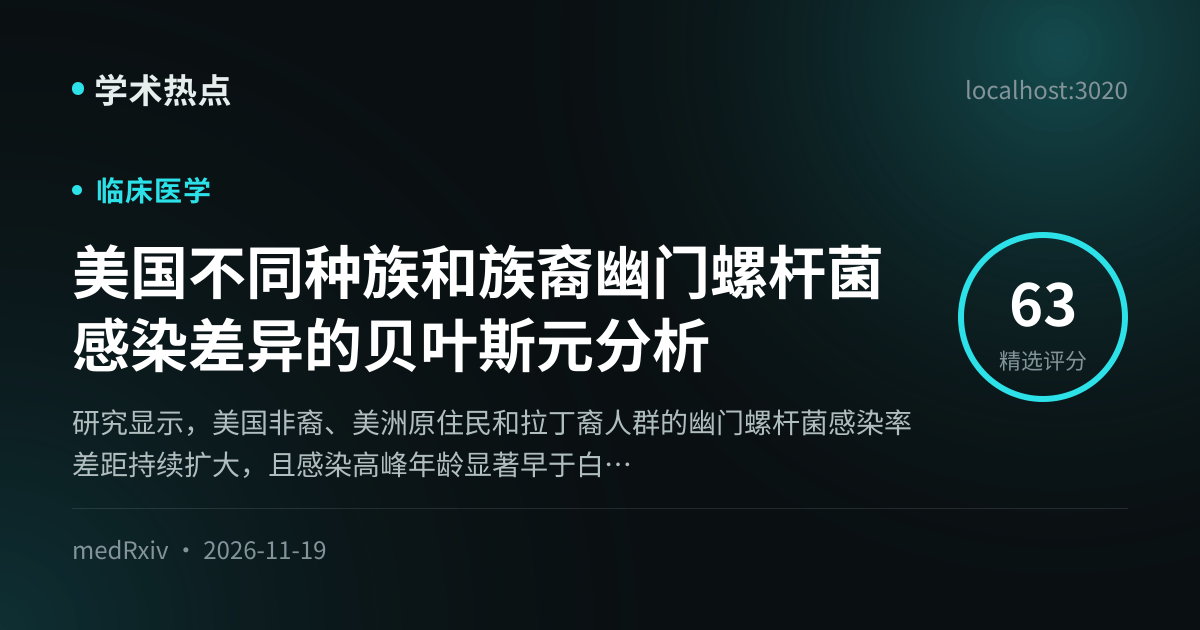 学术热点
localhost:3020
临床医学
美国不同种族和族裔幽门螺杆菌
感染差异的贝叶斯元分析
63
精选评分
研究显示，美国非裔、美洲原住民和拉丁裔人群的幽门螺杆菌感染率
差距持续扩大，且感染高峰年龄显著早于白…
medRxiv · 2026-11-19